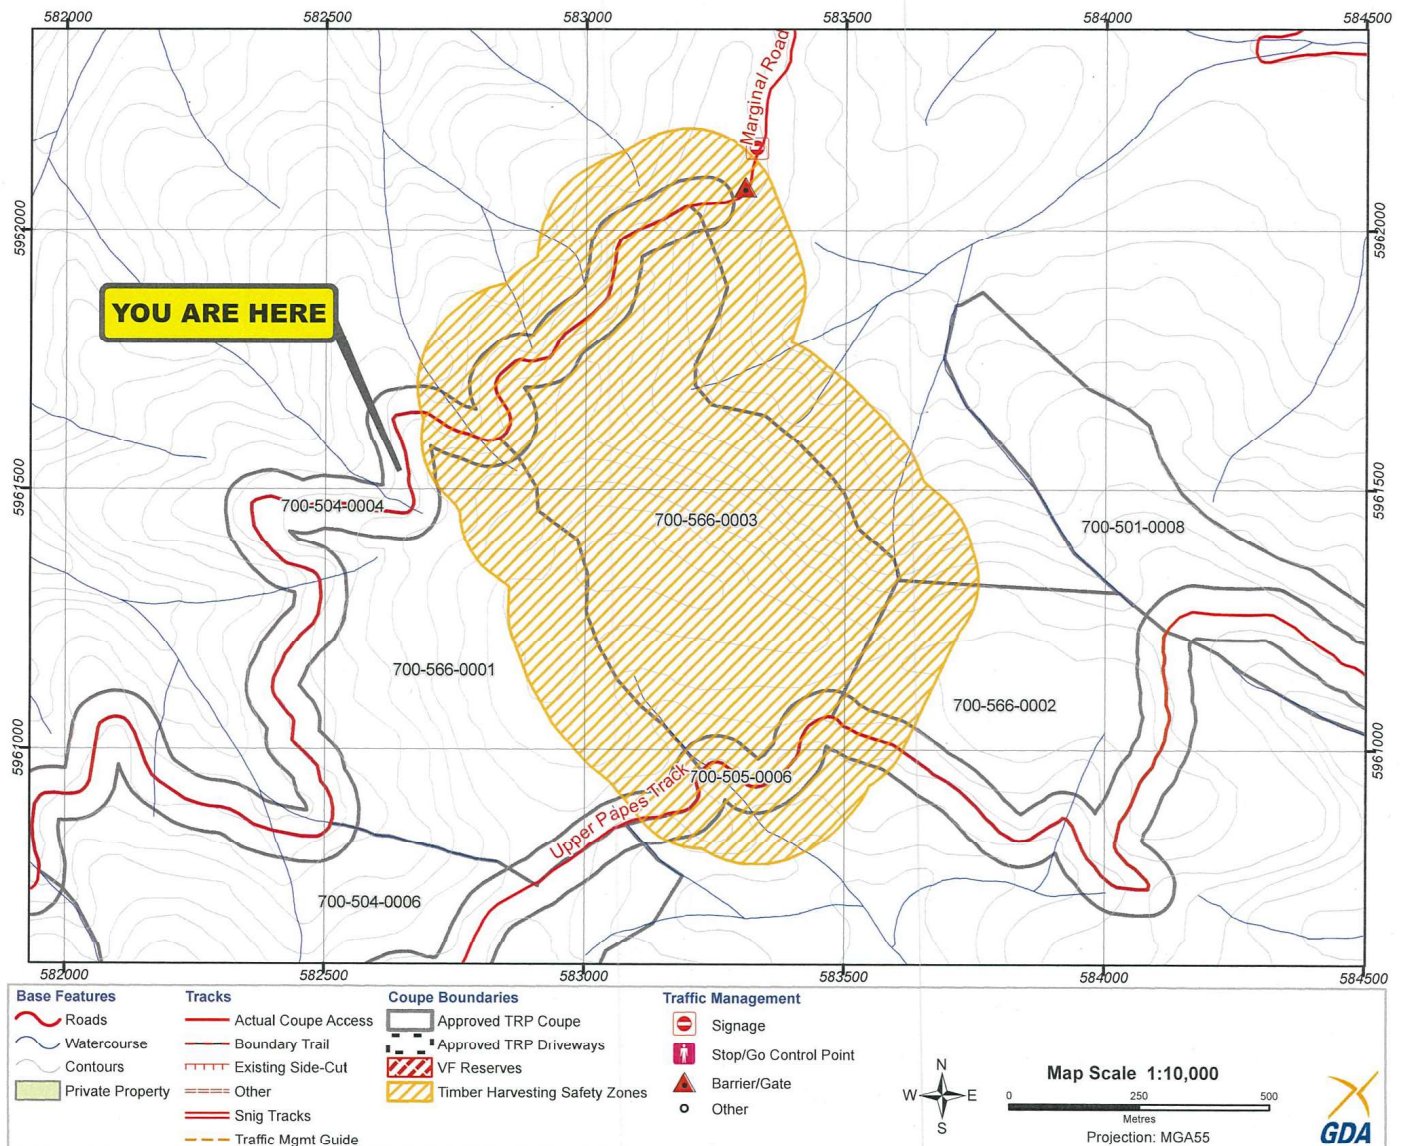 582000 582500 583000 583500 584000 584500
Marginal Road
5952000
5962000
YOU ARE HERE
5961500
5961500
700-504-0004
700-566-0003
700-501-0008
700-566-0001
700-566-0002
5961000
5961000
700-505-0006
Upper Papes Track
700-504-0006
582000 582500 583000 583500 584000 584500
Base Features
Roads
Watercourse
Contours
Private Property
Tracks
Actual Coupe Access
Boundary Trail
Existing Side-Cut
Other
Snig Tracks
Traffic Mgmt Guide
Coupe Boundaries
Approved TRP Coupe
Approved TRP Driveways
VF Reserves
Timber Harvesting Safety Zones
Traffic Management
Signage
Stop/Go Control Point
Barrier/Gate
Other
N
W E
S
Map Scale 1:10,000
0 250 500
Metres
Projection: MGA55
GDA